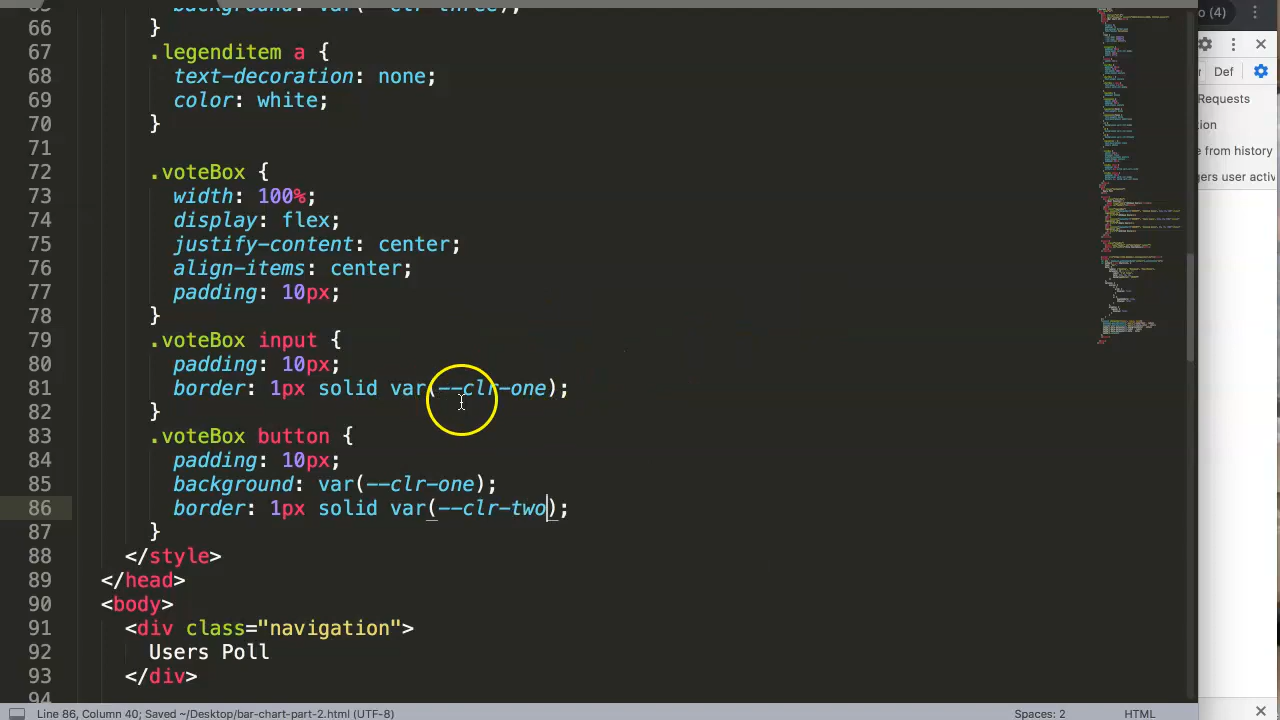 66 }
67 .legenditem a {
68 text-decoration: none;
69 color: white;
70 }
71
72 .voteBox {
73 width: 100%;
74 display: flex;
75 justify-content: center;
76 align-items: center;
77 padding: 10px;
78 }
79 .voteBox input {
80 padding: 10px;
81 border: 1px solid var(--clr-one);
82 }
83 .voteBox button {
84 padding: 10px;
85 background: var(--clr-one);
86 border: 1px solid var(--clr-two);
87 }
88 </style>
89 </head>
90 <body>
91 <div class="navigation">
92 Users Poll
93 </div>
94
Line 86, Column 40; Saved ~/Desktop/bar-chart-part-2.html (UTF-8)
Spaces: 2
HTML
(4)
Def
Requests
from history
user activ